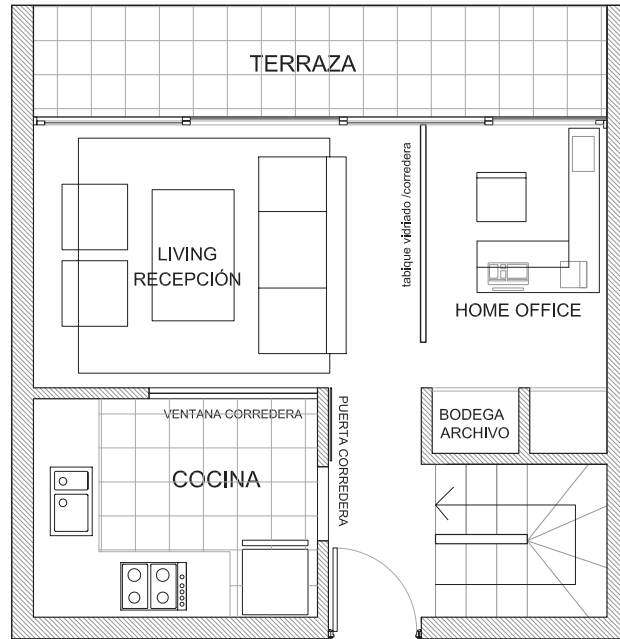 TERRAZA
tabique vidriado /corredera
LIVING
RECEPCIÓN
HOME OFFICE
VENTANA CORREDERA
PUERTA CORREDERA
BODEGA
ARCHIVO
COCINA